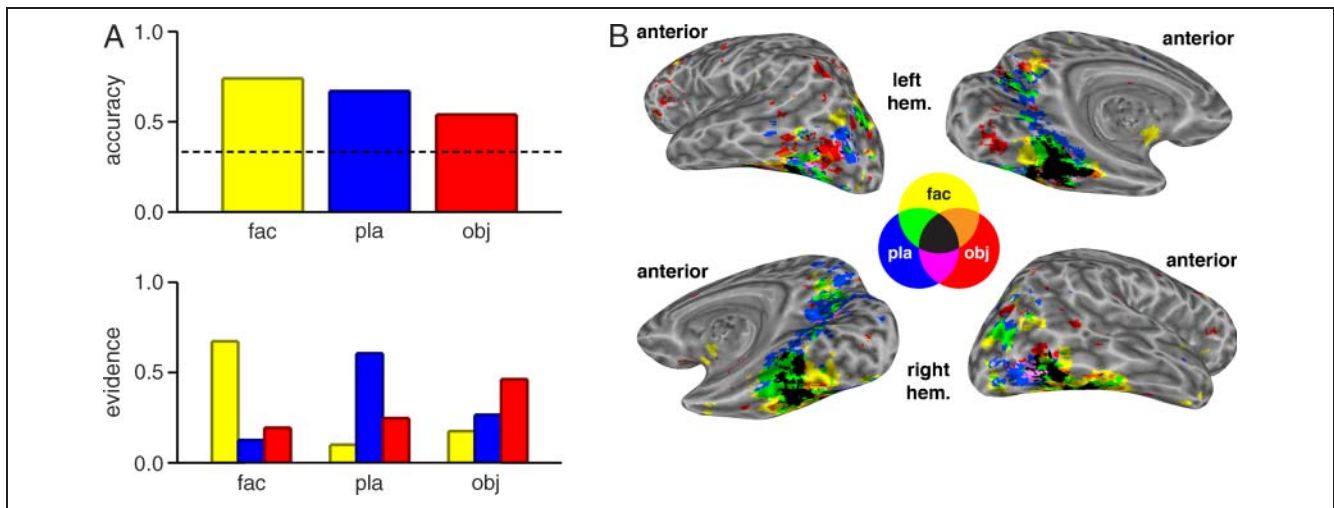 A
1.0
accuracy
0.5
0.0
fac pla obj
1.0
evidence
0.5
0.0
fac pla obj
B
anterior
anterior
left
hem.
fac
pla obj
anterior
anterior
right
hem.